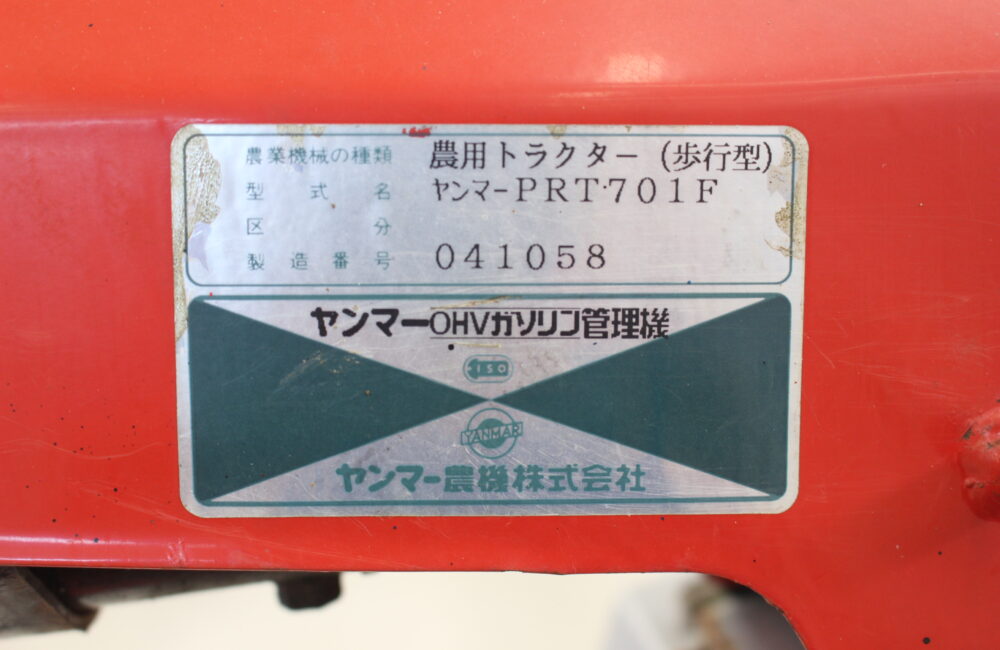 農業機械の種類 農用トラクター(歩行型)
型式名 ヤンマーPRT701F
区分
製造番号 041058
ヤンマーOHVガソリン管理機
ISO
YANMAR
ヤンマー農機株式会社